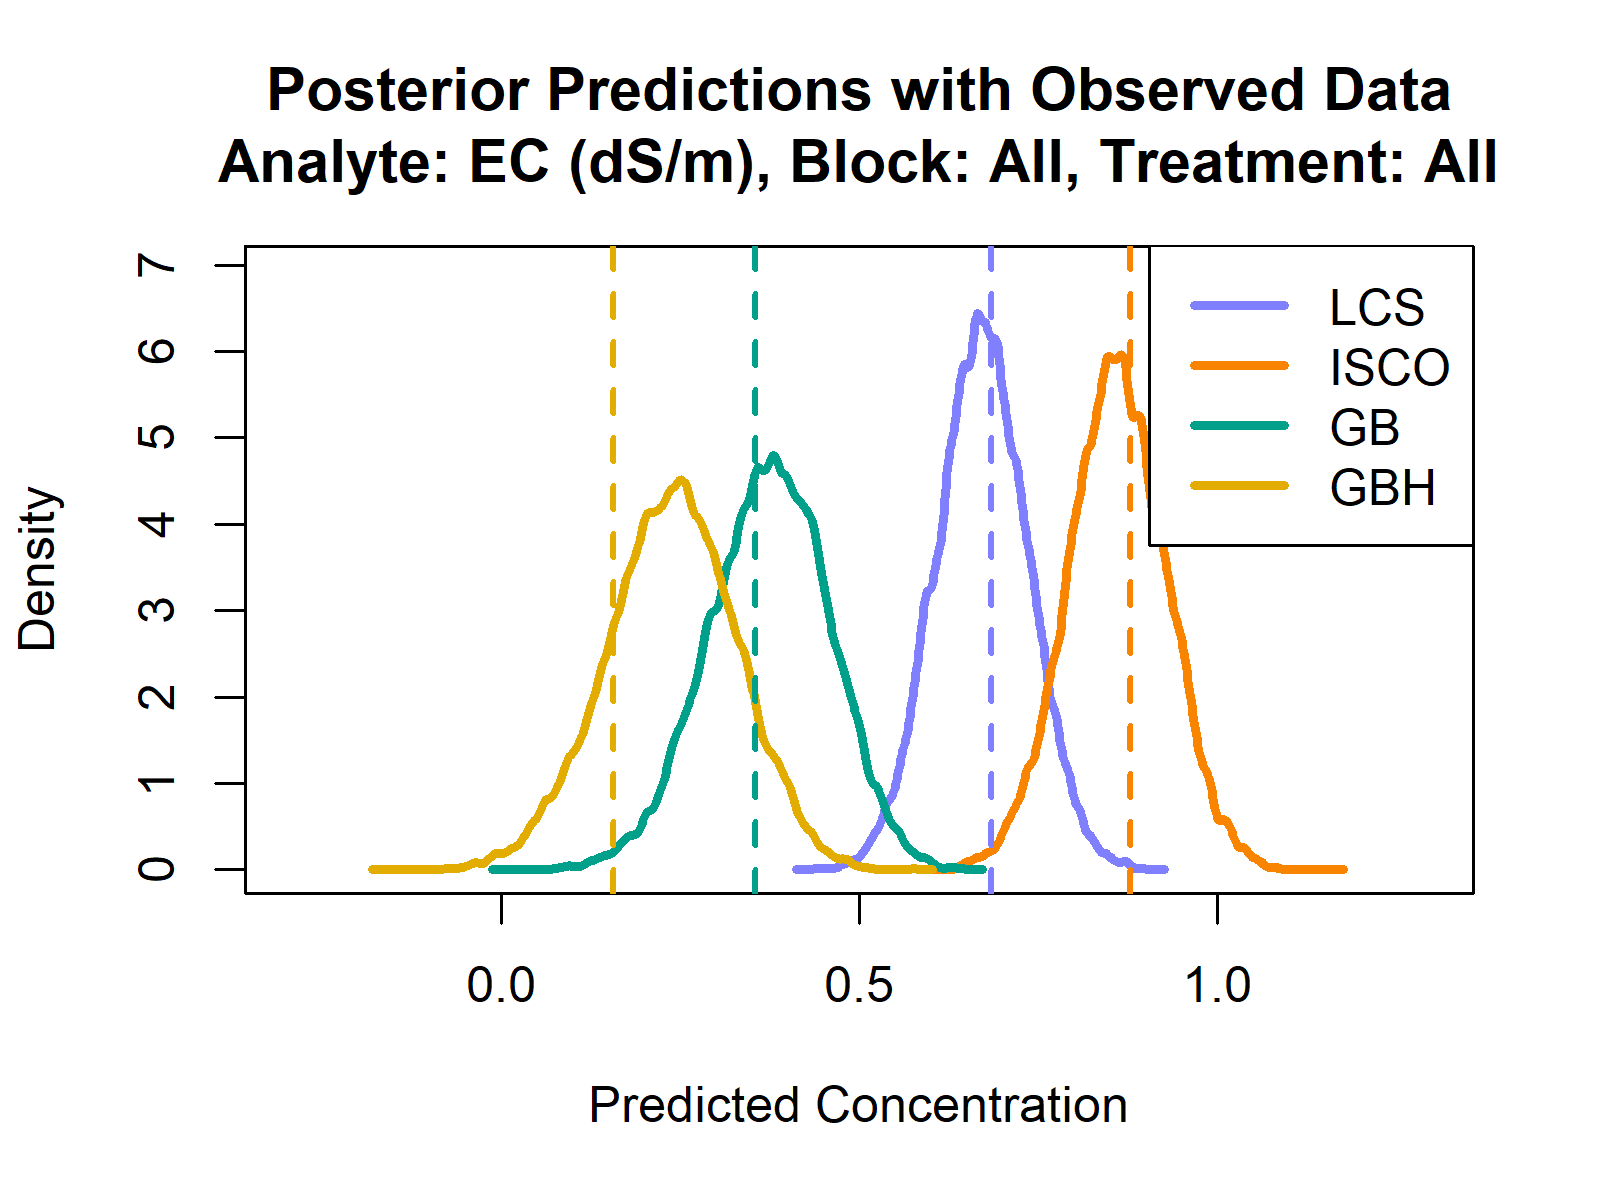 Posterior Predictions with Observed Data
Analyte: EC (dS/m), Block: All, Treatment: All
Density
7
6
5
4
3
2
1
0
LCS
ISCO
GB
GBH
0.0 0.5 1.0
Predicted Concentration